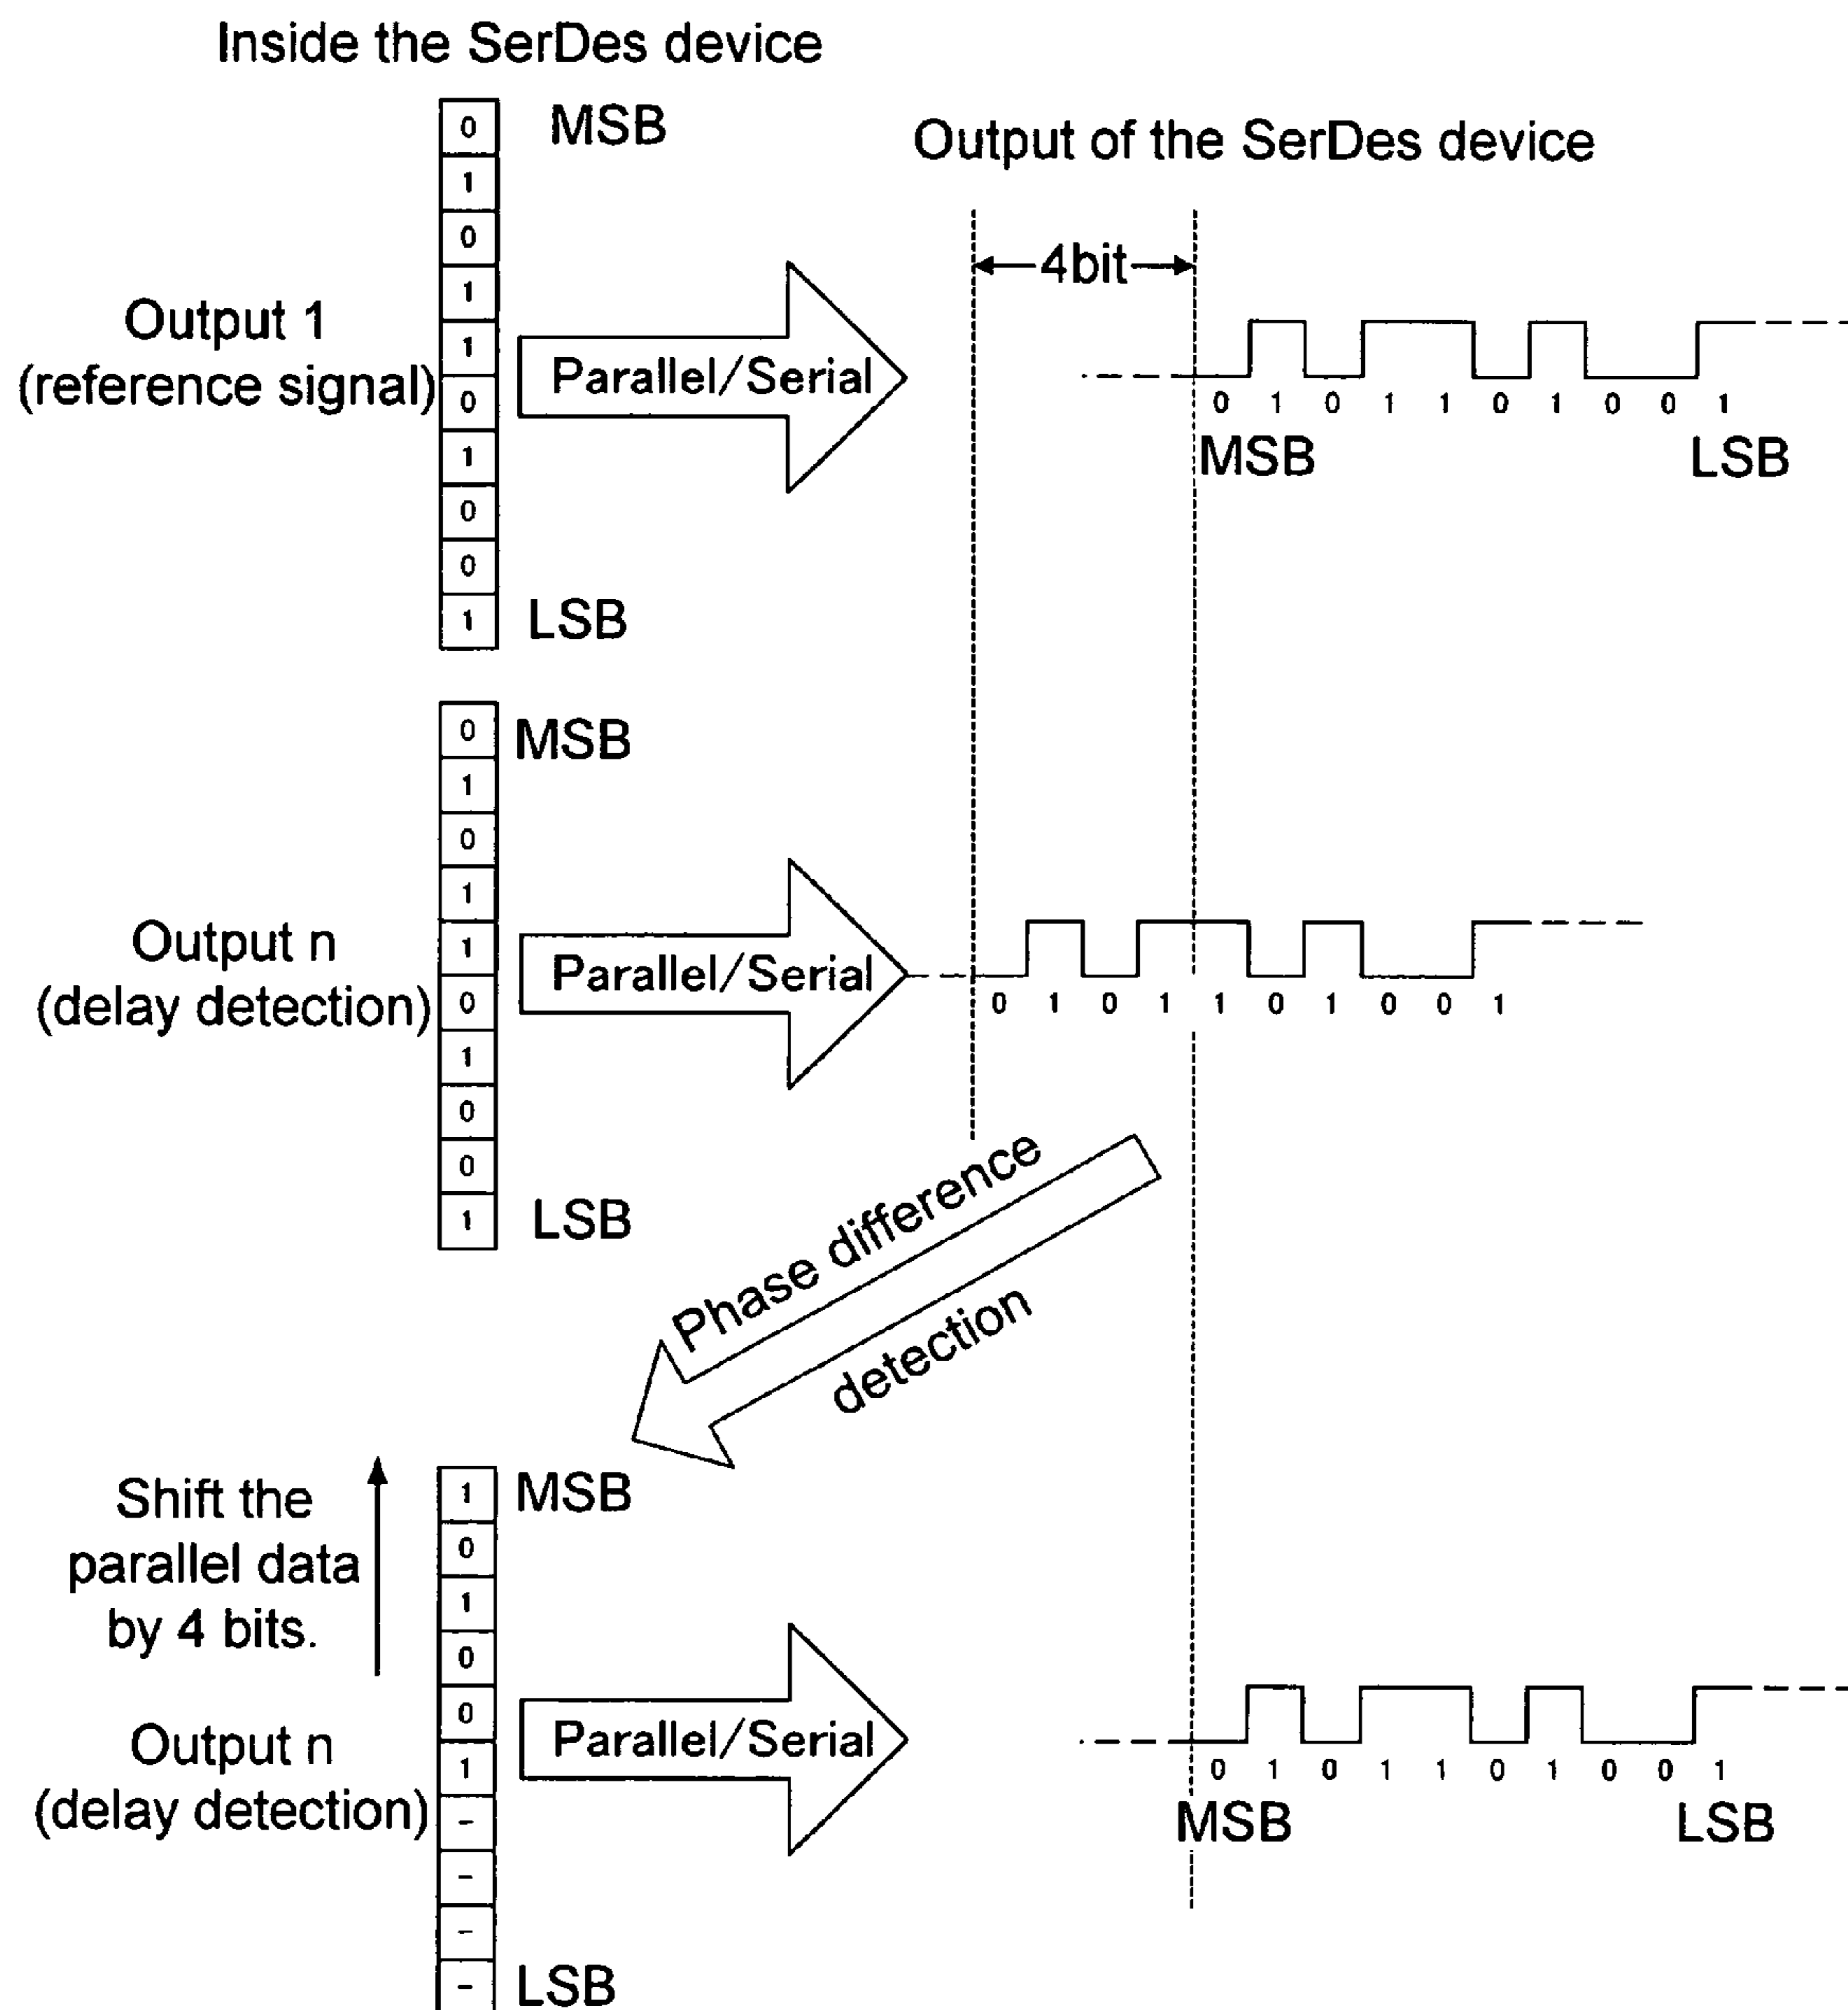 Inside the SerDes device
Output of the SerDes device
0
1
0
1
1
0
1
0
0
1
MSB
LSB
Output 1
(reference signal)
Parallel/Serial
4bit
0 1 0 1 1 0 1 0 0 1
MSB LSB
0
1
0
1
1
0
1
0
0
1
MSB
LSB
Output n
(delay detection)
Parallel/Serial
0 1 0 1 1 0 1 0 0 1
Phase difference
detection
Shift the
parallel data
by 4 bits.
1
0
1
0
0
1
-
-
-
-
MSB
LSB
Output n
(delay detection)
Parallel/Serial
0 1 0 1 1 0 1 0 0 1
MSB LSB